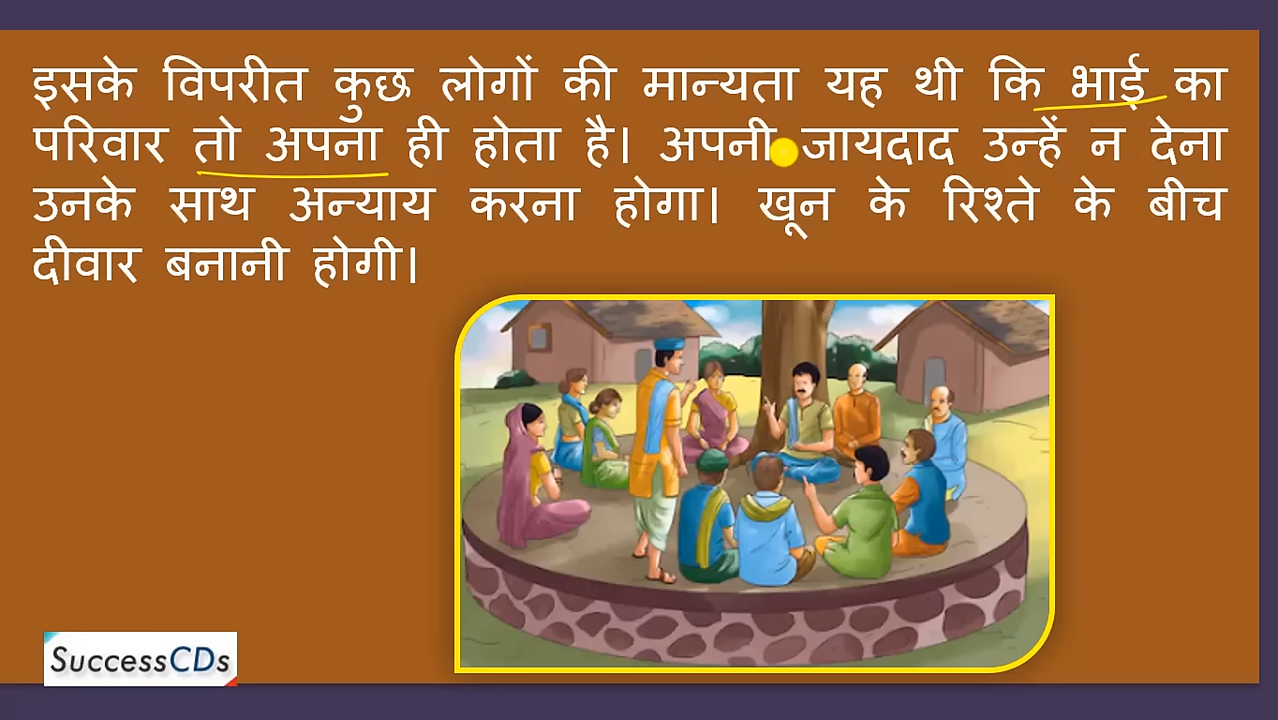 इसके विपरीत कुछ लोगों की मान्यता यह थी कि भाई का
परिवार तो अपना ही होता है। अपनी जायदाद उन्हें न देना
उनके साथ अन्याय करना होगा। खून के रिश्ते के बीच
दीवार बनानी होगी।
SuccessCDs